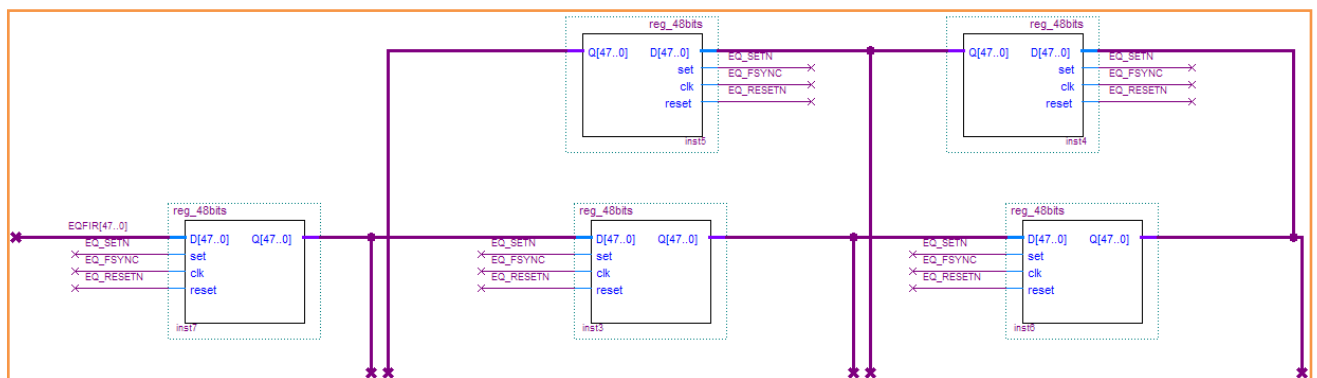 reg_48bits
Q[47..0] D[47..0] EQ_SETN
set EQ_FSYNC
clk EQ_RESETN
reset
inst5
reg_48bits
Q[47..0] D[47..0] EQ_SETN
set EQ_FSYNC
clk EQ_RESETN
reset
inst4
reg_48bits
EQFIR[47..0]
D[47..0] Q[47..0]
EQ_SETN
set
EQ_FSYNC
clk
EQ_RESETN
reset
inst7
reg_48bits
D[47..0] Q[47..0]
EQ_SETN
set
EQ_FSYNC
clk
EQ_RESETN
reset
inst3
reg_48bits
D[47..0] Q[47..0]
EQ_SETN
set
EQ_FSYNC
clk
EQ_RESETN
reset
inst6